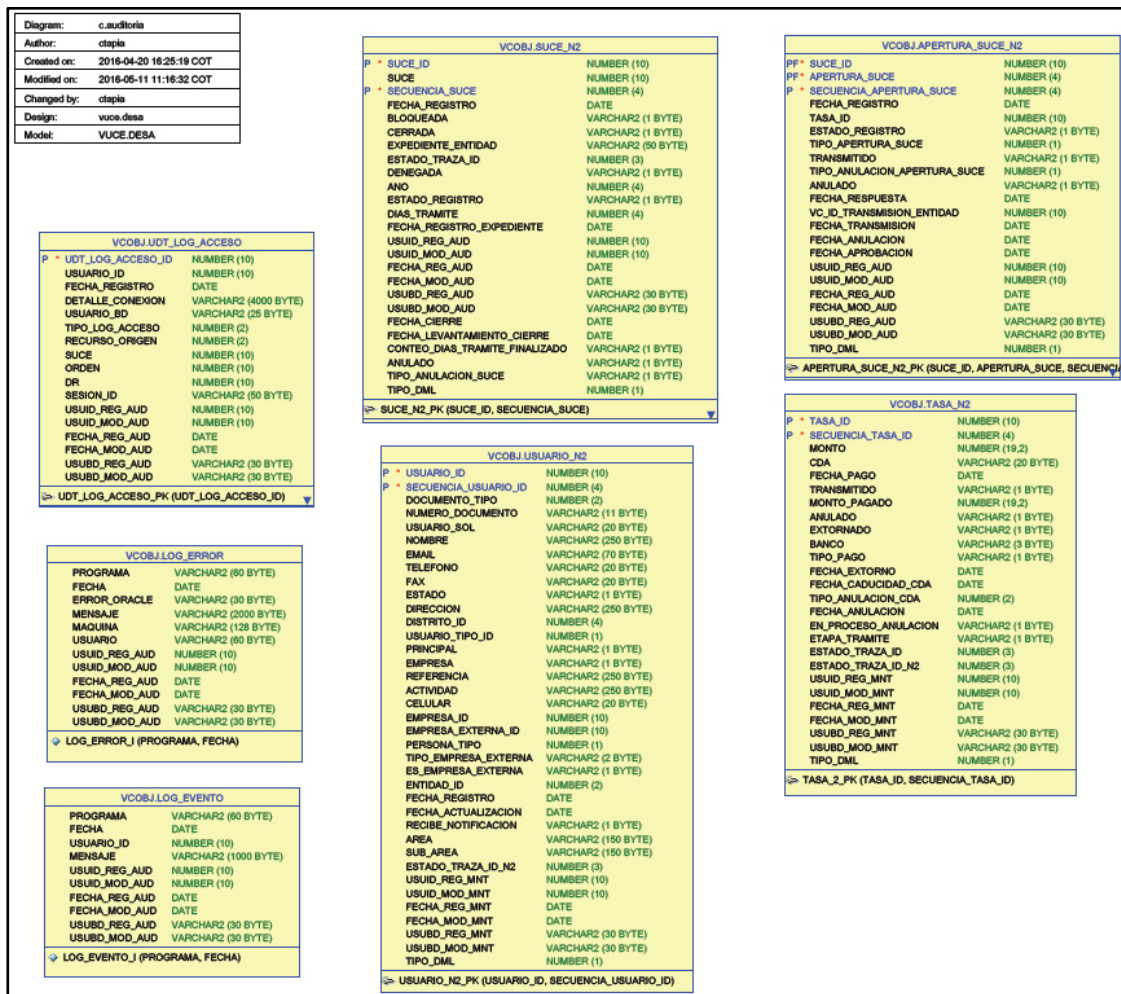 Diagram: c.auditoria
Author: ctapia
Created on: 2016-04-20 16:25:19 COT
Modified on: 2016-05-11 11:16:32 COT
Changed by: ctapia
Design: vuce.desa
Model: VUCE.DESA
VCOBJ.UDT_LOG_ACCESO
P * UDT_LOG_ACCESO_ID NUMBER (10)
USUARIO_ID NUMBER (10)
FECHA_REGISTRO DATE
DETALLE_CONEXION VARCHAR2 (4000 BYTE)
USUARIO_BD VARCHAR2 (25 BYTE)
TIPO_LOG_ACCESO NUMBER (2)
RECURSO_ORIGEN NUMBER (2)
SUCE NUMBER (10)
ORDEN NUMBER (10)
DR NUMBER (10)
SESION_ID VARCHAR2 (50 BYTE)
USUID_REG_AUD NUMBER (10)
USUID_MOD_AUD NUMBER (10)
FECHA_REG_AUD DATE
FECHA_MOD_AUD DATE
USUBD_REG_AUD VARCHAR2 (30 BYTE)
USUBD_MOD_AUD VARCHAR2 (30 BYTE)
UDT_LOG_ACCESO_PK (UDT_LOG_ACCESO_ID)
VCOBJ.LOG_ERROR
PROGRAMA VARCHAR2 (60 BYTE)
FECHA DATE
ERROR_ORACLE VARCHAR2 (30 BYTE)
MENSAJE VARCHAR2 (2000 BYTE)
MAQUINA VARCHAR2 (128 BYTE)
USUARIO VARCHAR2 (60 BYTE)
USUID_REG_AUD NUMBER (10)
USUID_MOD_AUD NUMBER (10)
FECHA_REG_AUD DATE
FECHA_MOD_AUD DATE
USUBD_REG_AUD VARCHAR2 (30 BYTE)
USUBD_MOD_AUD VARCHAR2 (30 BYTE)
LOG_ERROR_I (PROGRAMA, FECHA)
VCOBJ.LOG_EVENTO
PROGRAMA VARCHAR2 (60 BYTE)
FECHA DATE
USUARIO_ID NUMBER (10)
MENSAJE VARCHAR2 (1000 BYTE)
USUID_REG_AUD NUMBER (10)
USUID_MOD_AUD NUMBER (10)
FECHA_REG_AUD DATE
FECHA_MOD_AUD DATE
USUBD_REG_AUD VARCHAR2 (30 BYTE)
USUBD_MOD_AUD VARCHAR2 (30 BYTE)
LOG_EVENTO_I (PROGRAMA, FECHA)
VCOBJ.SUCE_N2
P * SUCE_ID NUMBER (10)
SUCE NUMBER (10)
P * SECUENCIA_SUCE NUMBER (4)
FECHA_REGISTRO DATE
BLOQUEADA VARCHAR2 (1 BYTE)
CERRADA VARCHAR2 (1 BYTE)
EXPEDIENTE_ENTIDAD VARCHAR2 (50 BYTE)
ESTADO_TRAZA_ID NUMBER (3)
DENEGADA VARCHAR2 (1 BYTE)
ANO NUMBER (4)
ESTADO_REGISTRO VARCHAR2 (1 BYTE)
DIAS_TRAMITE NUMBER (4)
FECHA_REGISTRO_EXPEDIENTE DATE
USUID_REG_AUD NUMBER (10)
USUID_MOD_AUD NUMBER (10)
FECHA_REG_AUD DATE
FECHA_MOD_AUD DATE
USUBD_REG_AUD VARCHAR2 (30 BYTE)
USUBD_MOD_AUD VARCHAR2 (30 BYTE)
FECHA_CIERRE DATE
FECHA_LEVANTAMIENTO_CIERRE DATE
CONTEO_DIAS_TRAMITE_FINALIZADO VARCHAR2 (1 BYTE)
ANULADO VARCHAR2 (1 BYTE)
TIPO_ANULACION_SUCE VARCHAR2 (1 BYTE)
TIPO_DML NUMBER (1)
SUCE_N2_PK (SUCE_ID, SECUENCIA_SUCE)
VCOBJ.USUARIO_N2
P * USUARIO_ID NUMBER (10)
P * SECUENCIA_USUARIO_ID NUMBER (4)
DOCUMENTO_TIPO NUMBER (2)
NUMERO_DOCUMENTO VARCHAR2 (11 BYTE)
USUARIO_SOL VARCHAR2 (20 BYTE)
NOMBRE VARCHAR2 (250 BYTE)
EMAIL VARCHAR2 (70 BYTE)
TELEFONO VARCHAR2 (20 BYTE)
FAX VARCHAR2 (20 BYTE)
ESTADO VARCHAR2 (1 BYTE)
DIRECCION VARCHAR2 (250 BYTE)
DISTRITO_ID NUMBER (4)
USUARIO_TIPO_ID NUMBER (1)
PRINCIPAL VARCHAR2 (1 BYTE)
EMPRESA VARCHAR2 (1 BYTE)
REFERENCIA VARCHAR2 (250 BYTE)
ACTIVIDAD VARCHAR2 (250 BYTE)
CELULAR VARCHAR2 (20 BYTE)
EMPRESA_ID NUMBER (10)
EMPRESA_EXTERNA_ID NUMBER (10)
PERSONA_TIPO NUMBER (1)
TIPO_EMPRESA_EXTERNA VARCHAR2 (2 BYTE)
ES_EMPRESA_EXTERNA VARCHAR2 (1 BYTE)
ENTIDAD_ID NUMBER (2)
FECHA_REGISTRO DATE
FECHA_ACTUALIZACION DATE
RECIBE_NOTIFICACION VARCHAR2 (1 BYTE)
AREA VARCHAR2 (150 BYTE)
SUB_AREA VARCHAR2 (150 BYTE)
ESTADO_TRAZA_ID_N2 NUMBER (3)
USUID_REG_MNT NUMBER (10)
USUID_MOD_MNT NUMBER (10)
FECHA_REG_MNT DATE
FECHA_MOD_MNT DATE
USUBD_REG_MNT VARCHAR2 (30 BYTE)
USUBD_MOD_MNT VARCHAR2 (30 BYTE)
TIPO_DML NUMBER (1)
USUARIO_N2_PK (USUARIO_ID, SECUENCIA_USUARIO_ID)
VCOBJ.APERTURA_SUCE_N2
PF* SUCE_ID NUMBER (10)
PF* APERTURA_SUCE NUMBER (4)
P * SECUENCIA_APERTURA_SUCE NUMBER (4)
FECHA_REGISTRO DATE
TASA_ID NUMBER (10)
ESTADO_REGISTRO VARCHAR2 (1 BYTE)
TIPO_APERTURA_SUCE NUMBER (1)
TRANSMITIDO VARCHAR2 (1 BYTE)
TIPO_ANULACION_APERTURA_SUCE NUMBER (1)
ANULADO VARCHAR2 (1 BYTE)
FECHA_RESPUESTA DATE
VC_ID_TRANSMISION_ENTIDAD NUMBER (10)
FECHA_TRANSMISION DATE
FECHA_ANULACION DATE
FECHA_APROBACION DATE
USUID_REG_AUD NUMBER (10)
USUID_MOD_AUD NUMBER (10)
FECHA_REG_AUD DATE
FECHA_MOD_AUD DATE
USUBD_REG_AUD VARCHAR2 (30 BYTE)
USUBD_MOD_AUD VARCHAR2 (30 BYTE)
TIPO_DML NUMBER (1)
APERTURA_SUCE_N2_PK (SUCE_ID, APERTURA_SUCE, SECUENCIA
VCOBJ.TASA_N2
P * TASA_ID NUMBER (10)
P * SECUENCIA_TASA_ID NUMBER (4)
MONTO NUMBER (19,2)
CDA VARCHAR2 (20 BYTE)
FECHA_PAGO DATE
TRANSMITIDO VARCHAR2 (1 BYTE)
MONTO_PAGADO NUMBER (19,2)
ANULADO VARCHAR2 (1 BYTE)
EXTORNADO VARCHAR2 (1 BYTE)
BANCO VARCHAR2 (3 BYTE)
TIPO_PAGO VARCHAR2 (1 BYTE)
FECHA_EXTORNO DATE
FECHA_CADUCIDAD_CDA DATE
TIPO_ANULACION_CDA NUMBER (2)
FECHA_ANULACION DATE
EN_PROCESO_ANULACION VARCHAR2 (1 BYTE)
ETAPA_TRAMITE VARCHAR2 (1 BYTE)
ESTADO_TRAZA_ID NUMBER (3)
ESTADO_TRAZA_ID_N2 NUMBER (3)
USUID_REG_MNT NUMBER (10)
USUID_MOD_MNT NUMBER (10)
FECHA_REG_MNT DATE
FECHA_MOD_MNT DATE
USUBD_REG_MNT VARCHAR2 (30 BYTE)
USUBD_MOD_MNT VARCHAR2 (30 BYTE)
TIPO_DML NUMBER (1)
TASA_2_PK (TASA_ID, SECUENCIA_TASA_ID)